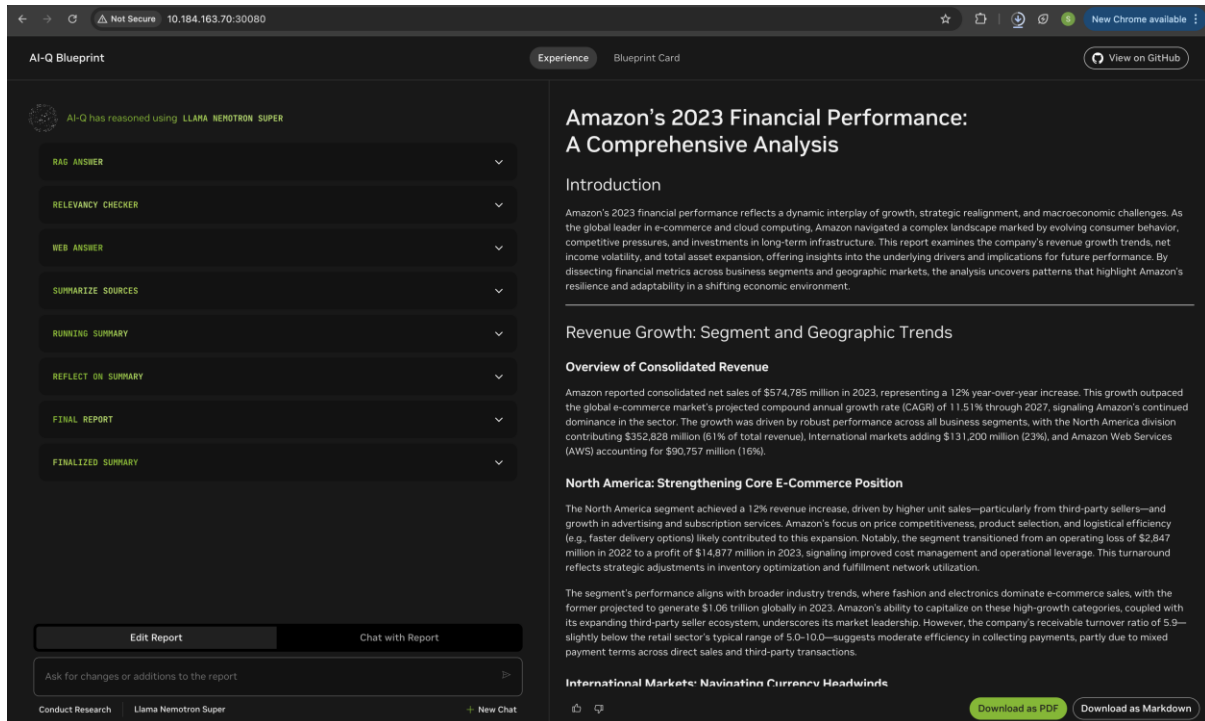 Not Secure 10.184.163.70:30080
S
New Chrome available
AI-Q Blueprint
Experience
Blueprint Card
View on GitHub
AI-Q has reasoned using LLAMA NEMOTRON SUPER
RAG ANSWER
RELEVANCY CHECKER
WEB ANSWER
SUMMARIZE SOURCES
RUNNING SUMMARY
REFLECT ON SUMMARY
FINAL REPORT
FINALIZED SUMMARY
Edit Report
Chat with Report
Ask for changes or additions to the report
Conduct Research
Llama Nemotron Super
+ New Chat
Amazon's 2023 Financial Performance:
A Comprehensive Analysis
Introduction
Amazon's 2023 financial performance reflects a dynamic interplay of growth, strategic realignment, and macroeconomic challenges. As
the global leader in e-commerce and cloud computing, Amazon navigated a complex landscape marked by evolving consumer behavior,
competitive pressures, and investments in long-term infrastructure. This report examines the company's revenue growth trends, net
income volatility, and total asset expansion, offering insights into the underlying drivers and implications for future performance. By
dissecting financial metrics across business segments and geographic markets, the analysis uncovers patterns that highlight Amazon's
resilience and adaptability in a shifting economic environment.
Revenue Growth: Segment and Geographic Trends
Overview of Consolidated Revenue
Amazon reported consolidated net sales of $574,785 million in 2023, representing a 12% year-over-year increase. This growth outpaced
the global e-commerce market's projected compound annual growth rate (CAGR) of 11.51% through 2027, signaling Amazon's continued
dominance in the sector. The growth was driven by robust performance across all business segments, with the North America division
contributing $352,828 million (61% of total revenue), International markets adding $131,200 million (23%), and Amazon Web Services
(AWS) accounting for $90,757 million (16%).
North America: Strengthening Core E-Commerce Position
The North America segment achieved a 12% revenue increase, driven by higher unit sales—particularly from third-party sellers—and
growth in advertising and subscription services. Amazon's focus on price competitiveness, product selection, and logistical efficiency
(e.g., faster delivery options) likely contributed to this expansion. Notably, the segment transitioned from an operating loss of $2,847
million in 2022 to a profit of $14,877 million in 2023, signaling improved cost management and operational leverage. This turnaround
reflects strategic adjustments in inventory optimization and fulfillment network utilization.
The segment's performance aligns with broader industry trends, where fashion and electronics dominate e-commerce sales, with the
former projected to generate $1.06 trillion globally in 2023. Amazon's ability to capitalize on these high-growth categories, coupled with
its expanding third-party seller ecosystem, underscores its market leadership. However, the company's receivable turnover ratio of 5.9—
slightly below the retail sector's typical range of 5.0–10.0—suggests moderate efficiency in collecting payments, partly due to mixed
payment terms across direct sales and third-party transactions.
International Markets: Navigating Currency Headwinds
Download as PDF
Download as Markdown